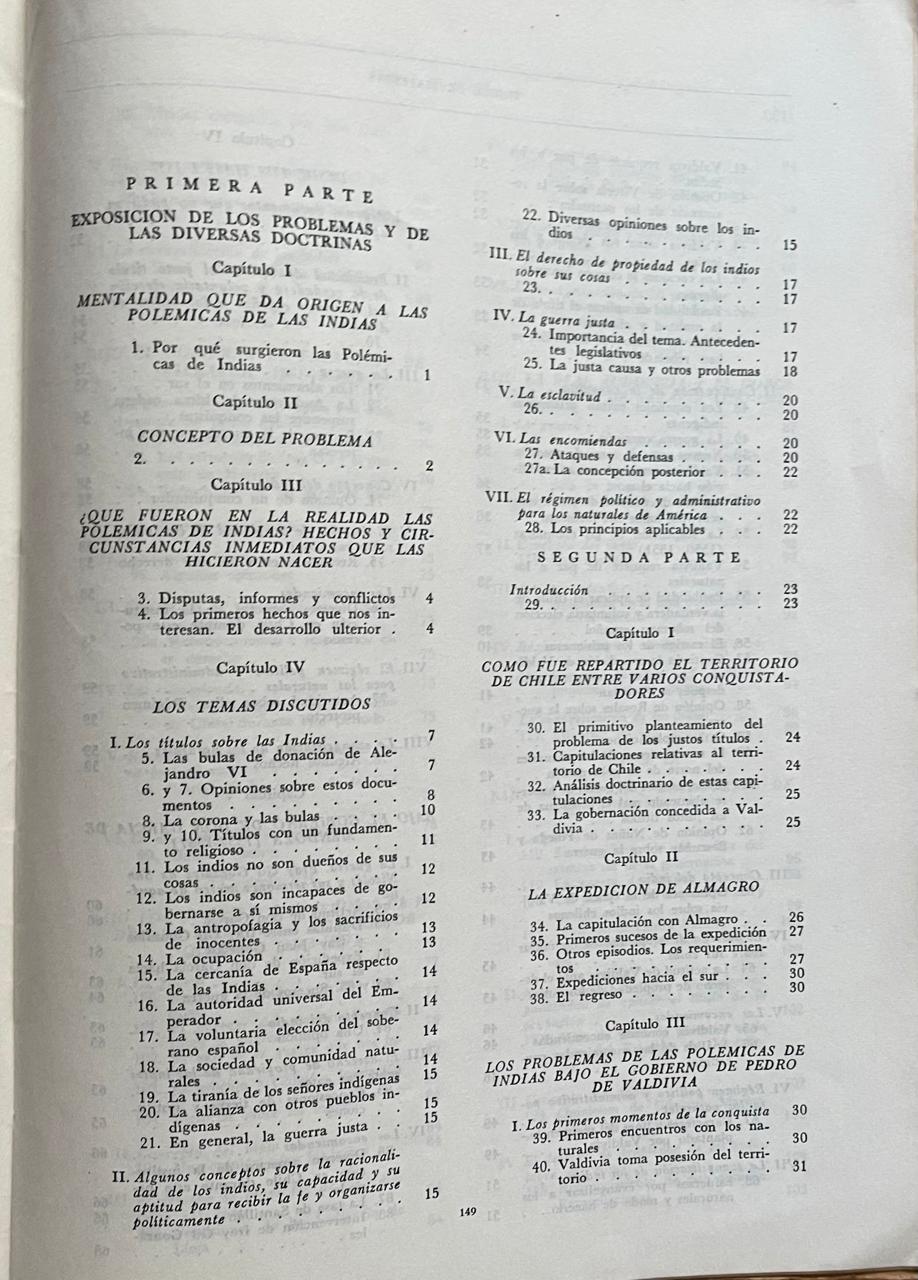 PRIMERA PARTE
EXPOSICION DE LOS PROBLEMAS Y DE
LAS DIVERSAS DOCTRINAS
Capítulo I
MENTALIDAD QUE DA ORIGEN A LAS
POLEMICAS DE LAS INDIAS
1. Por qué surgieron las Polémi-
cas de Indias . . . . . . 1
Capítulo II
CONCEPTO DEL PROBLEMA
2. . . . . . . . . . . . . 2
Capítulo III
¿QUE FUERON EN LA REALIDAD LAS
POLEMICAS DE INDIAS? HECHOS Y CIR-
CUNSTANCIAS INMEDIATOS QUE LAS
HICIERON NACER
3. Disputas, informes y conflictos 4
4. Los primeros hechos que nos in-
teresan. El desarrollo ulterior . 4
Capítulo IV
LOS TEMAS DISCUTIDOS
I. Los títulos sobre las Indias . . . . 7
5. Las bulas de donación de Ale-
jandro VI . . . . . . . 7
6. y 7. Opiniones sobre estos docu-
mentos . . . . . . . . . 8
8. La corona y las bulas . . . . 10
9. y 10. Títulos con un fundamen-
to religioso . . . . . . . . 11
11. Los indios no son dueños de sus
cosas . . . . . . . . . 12
12. Los indios son incapaces de go-
bernarse a sí mismos . . . . 12
13. La antropofagia y los sacrificios
de inocentes . . . . . . . 13
14. La ocupación . . . . . . . 13
15. La cercanía de España respecto
de las Indias . . . . . . . 14
16. La autoridad universal del Em-
perador . . . . . . . . . 14
17. La voluntaria elección del sobe-
rano español . . . . . . . 14
18. La sociedad y comunidad natu-
rales . . . . . . . . . . 14
19. La tiranía de los señores indígenas 15
20. La alianza con otros pueblos in-
dígenas . . . . . . . . . 15
21. En general, la guerra justa . . 15
II. Algunos conceptos sobre la racionali-
dad de los indios, su capacidad y su
aptitud para recibir la fe y organizarse
políticamente . . . . . . . . . 15
22. Diversas opiniones sobre los in-
dios . . . . . . . . . . 15
III. El derecho de propiedad de los indios
sobre sus cosas . . . . . . . . 17
23. . . . . . . . . . . . . 17
IV. La guerra justa . . . . . . . . 17
24. Importancia del tema. Anteceden-
tes legislativos . . . . . . 17
25. La justa causa y otros problemas 18
V. La esclavitud . . . . . . . . . 20
26. . . . . . . . . . . . . 20
VI. Las encomiendas . . . . . . . 20
27. Ataques y defensas . . . . . 20
27a. La concepción posterior . . . 22
VII. El régimen político y administrativo
para los naturales de América . . . 22
28. Los principios aplicables . . . 22
SEGUNDA PARTE
Introducción . . . . . . . . . 23
29. . . . . . . . . . . . . 23
Capítulo I
COMO FUE REPARTIDO EL TERRITORIO
DE CHILE ENTRE VARIOS CONQUISTA-
DORES
30. El primitivo planteamiento del
problema de los justos títulos . 24
31. Capitulaciones relativas al terri-
torio de Chile . . . . . . . 24
32. Análisis doctrinario de estas capi-
tulaciones . . . . . . . . 25
33. La gobernación concedida a Val-
divia . . . . . . . . . . 25
Capítulo II
LA EXPEDICION DE ALMAGRO
34. La capitulación con Almagro . . 26
35. Primeros sucesos de la expedición 27
36. Otros episodios. Los requerimien-
tos . . . . . . . . . . . 27
37. Expediciones hacia el sur . . . 30
38. El regreso . . . . . . . . 30
Capítulo III
LOS PROBLEMAS DE LAS POLEMICAS DE
INDIAS BAJO EL GOBIERNO DE PEDRO
DE VALDIVIA
I. Los primeros momentos de la conquista 30
39. Primeros encuentros con los na-
turales . . . . . . . . . 30
40. Valdivia toma posesión del terri-
torio . . . . . . . . . . 31
149